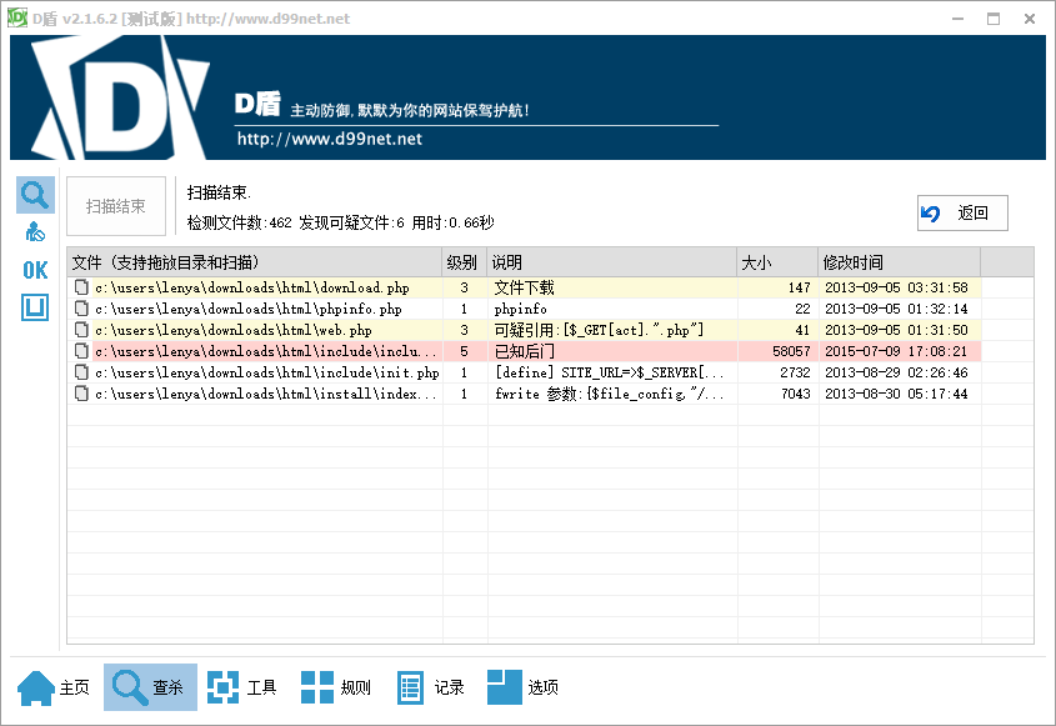 D盾 v2.1.6.2 [测试版] http://www.d99net.net
D盾 主动防御,默默为你的网站保驾护航!
http://www.d99net.net
扫描结束
扫描结束.
检测文件数:462 发现可疑文件:6 用时:0.66秒
返回
文件 (支持拖放目录和扫描) 级别 说明 大小 修改时间
c:\users\lenya\downloads\html\download.php 3 文件下载 147 2013-09-05 03:31:58
c:\users\lenya\downloads\html\phpinfo.php 1 phpinfo 22 2013-09-05 01:32:14
c:\users\lenya\downloads\html\web.php 3 可疑引用:[$_GET[act].".php"] 41 2013-09-05 01:31:50
c:\users\lenya\downloads\html\include\inclu... 5 已知后门 58057 2015-07-09 17:08:21
c:\users\lenya\downloads\html\include\init.php 1 [define] SITE_URL=>$_SERVER[... 2732 2013-08-29 02:26:46
c:\users\lenya\downloads\html\install\index... 1 fwrite 参数:{$file_config,"/... 7043 2013-08-30 05:17:44
OK
主页 查杀 工具 规则 记录 选项